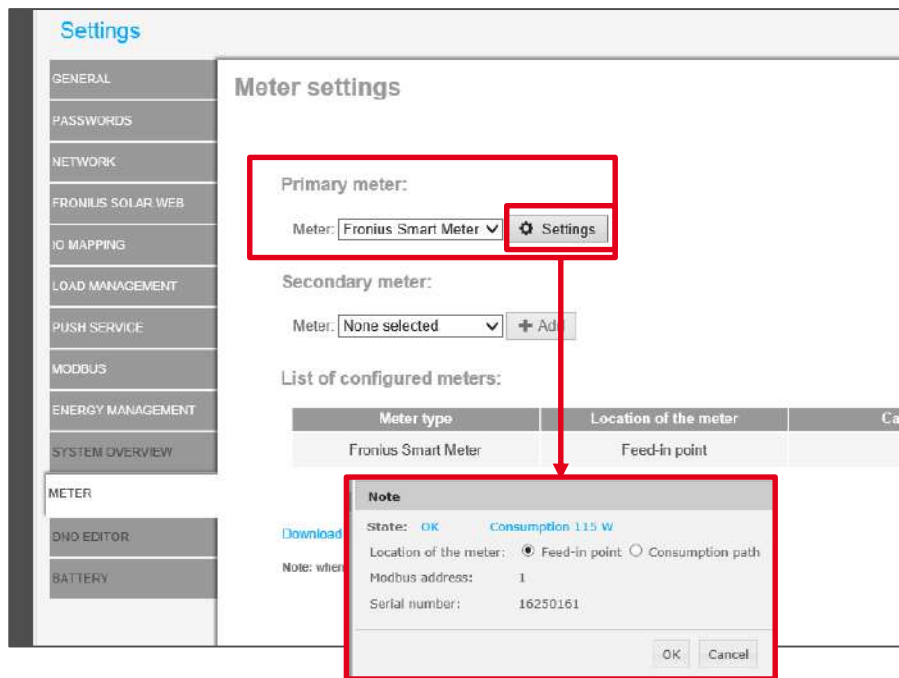 Settings
GENERAL
PASSWORDS
NETWORK
FRONIUS SOLAR WEB
IO MAPPING
LOAD MANAGEMENT
PUSH SERVICE
MODBUS
ENERGY MANAGEMENT
SYSTEM OVERVIEW
METER
DNO EDITOR
BATTERY
Meter settings
Primary meter:
Meter: Fronius Smart Meter Settings
Secondary meter:
Meter: None selected + Add
List of configured meters:
Meter type Location of the meter Ca
Fronius Smart Meter Feed-in point
Download
Note: when
Note
State: OK Consumption 115 W
Location of the meter: Feed-in point Consumption path
Modbus address: 1
Serial number: 16250161
OK Cancel